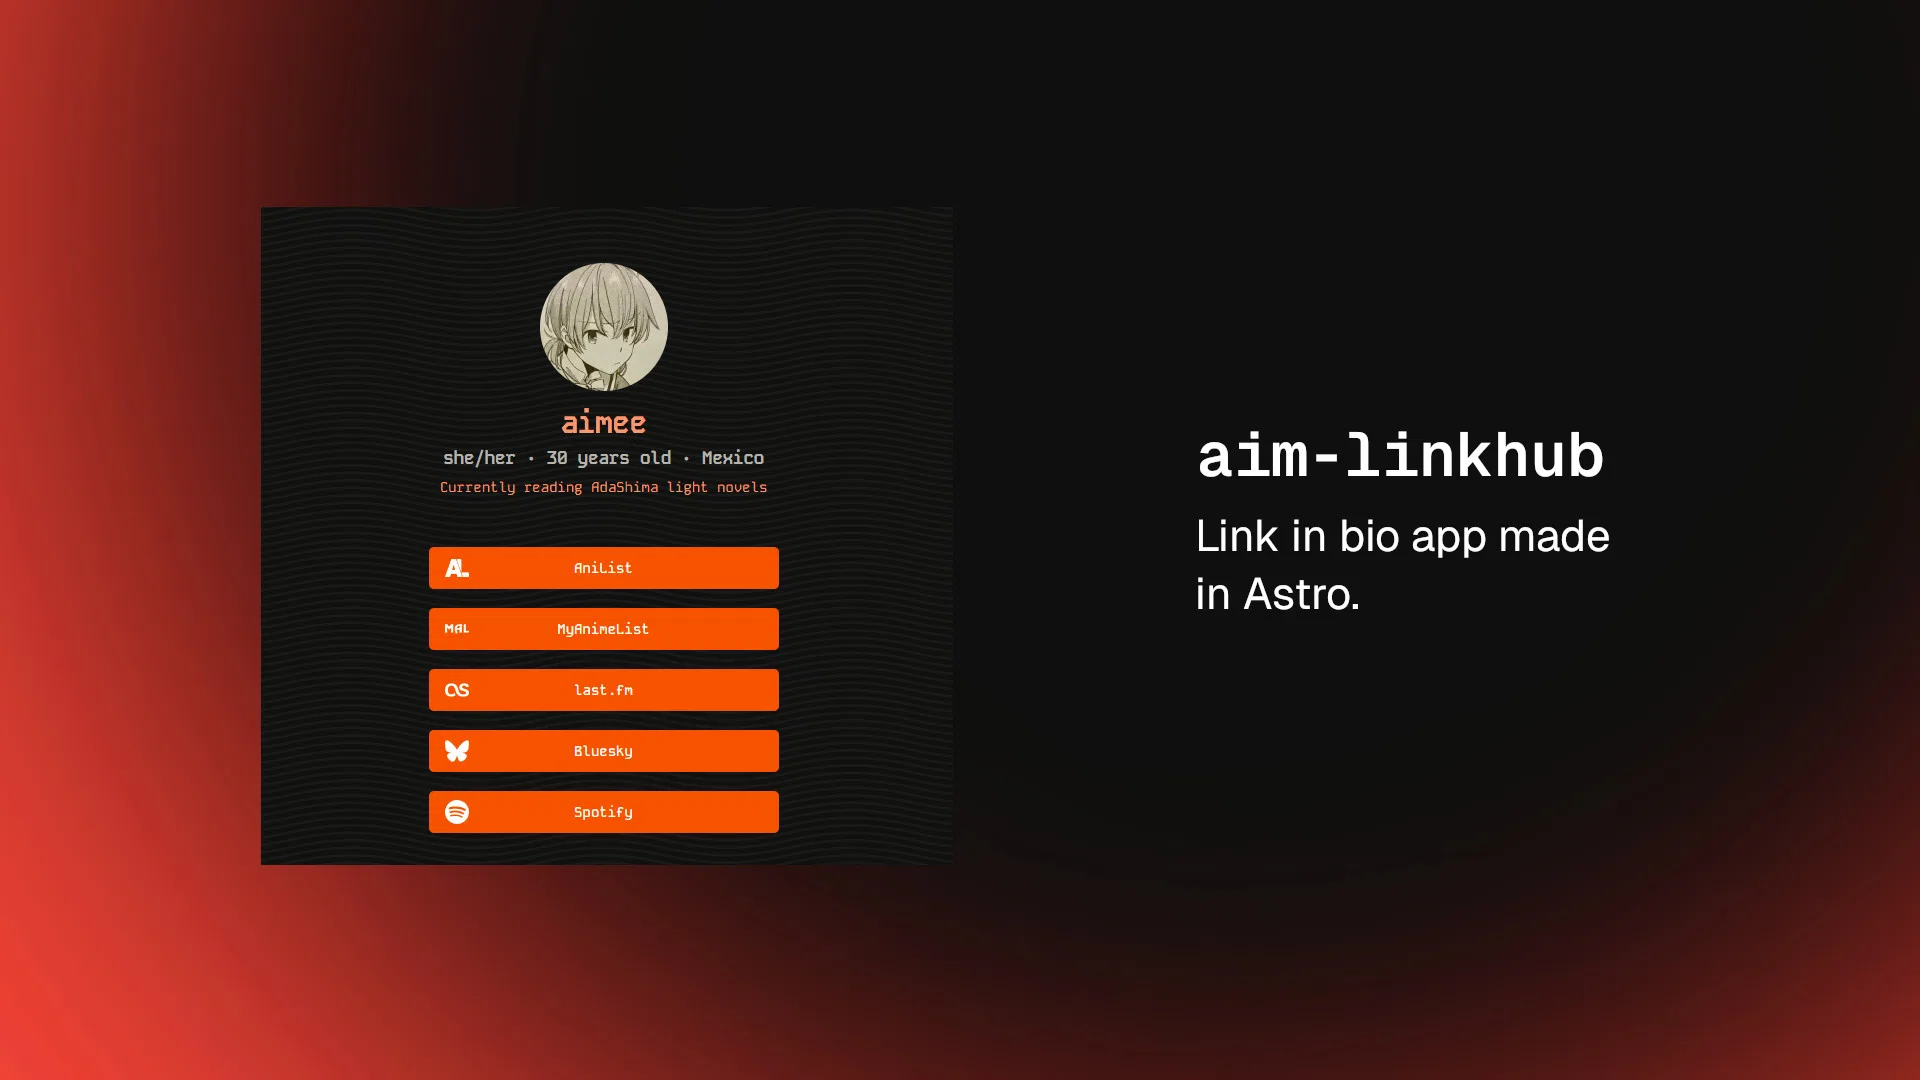 aimee
she/her • 30 years old • Mexico
Currently reading AdaShima light novels
AL AniList
MAL MyAnimeList
last.fm
Bluesky
Spotify
aim-linkhub
Link in bio app made
in Astro.